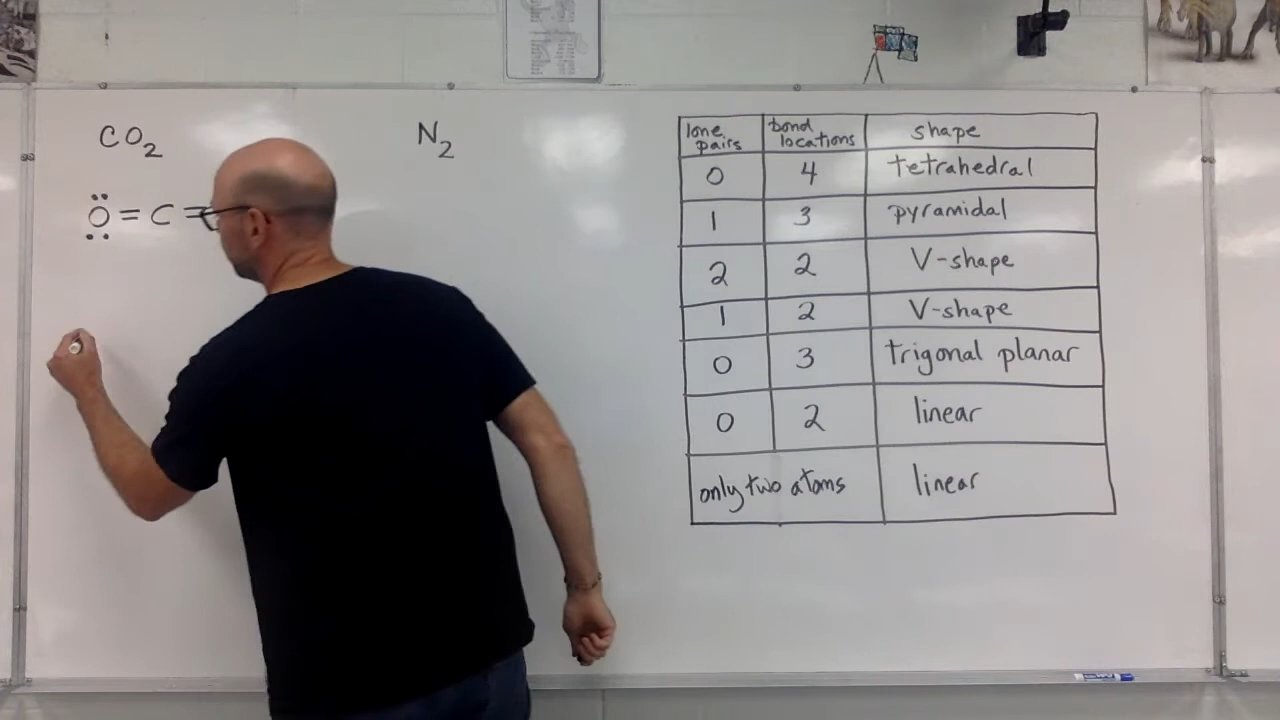 CO₂
N₂
Ö = C =
lone pairs | bond locations | shape
0 | 4 | tetrahedral
1 | 3 | pyramidal
2 | 2 | V-shape
1 | 2 | V-shape
0 | 3 | trigonal planar
0 | 2 | linear
only two atoms | linear